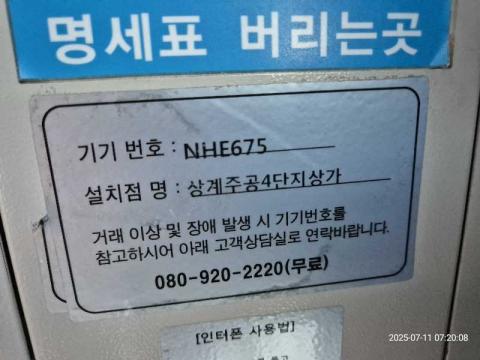 명세표 버리는곳
기기 번호 : NHE675
설치점 명 : 상계주공4단지상가
거래 이상 및 장애 발생 시 기기번호를
참고하시어 아래 고객상담실로 연락바랍니다.
080-920-2220(무료)
[인터폰 사용법]
2025-07-11 07:20:08